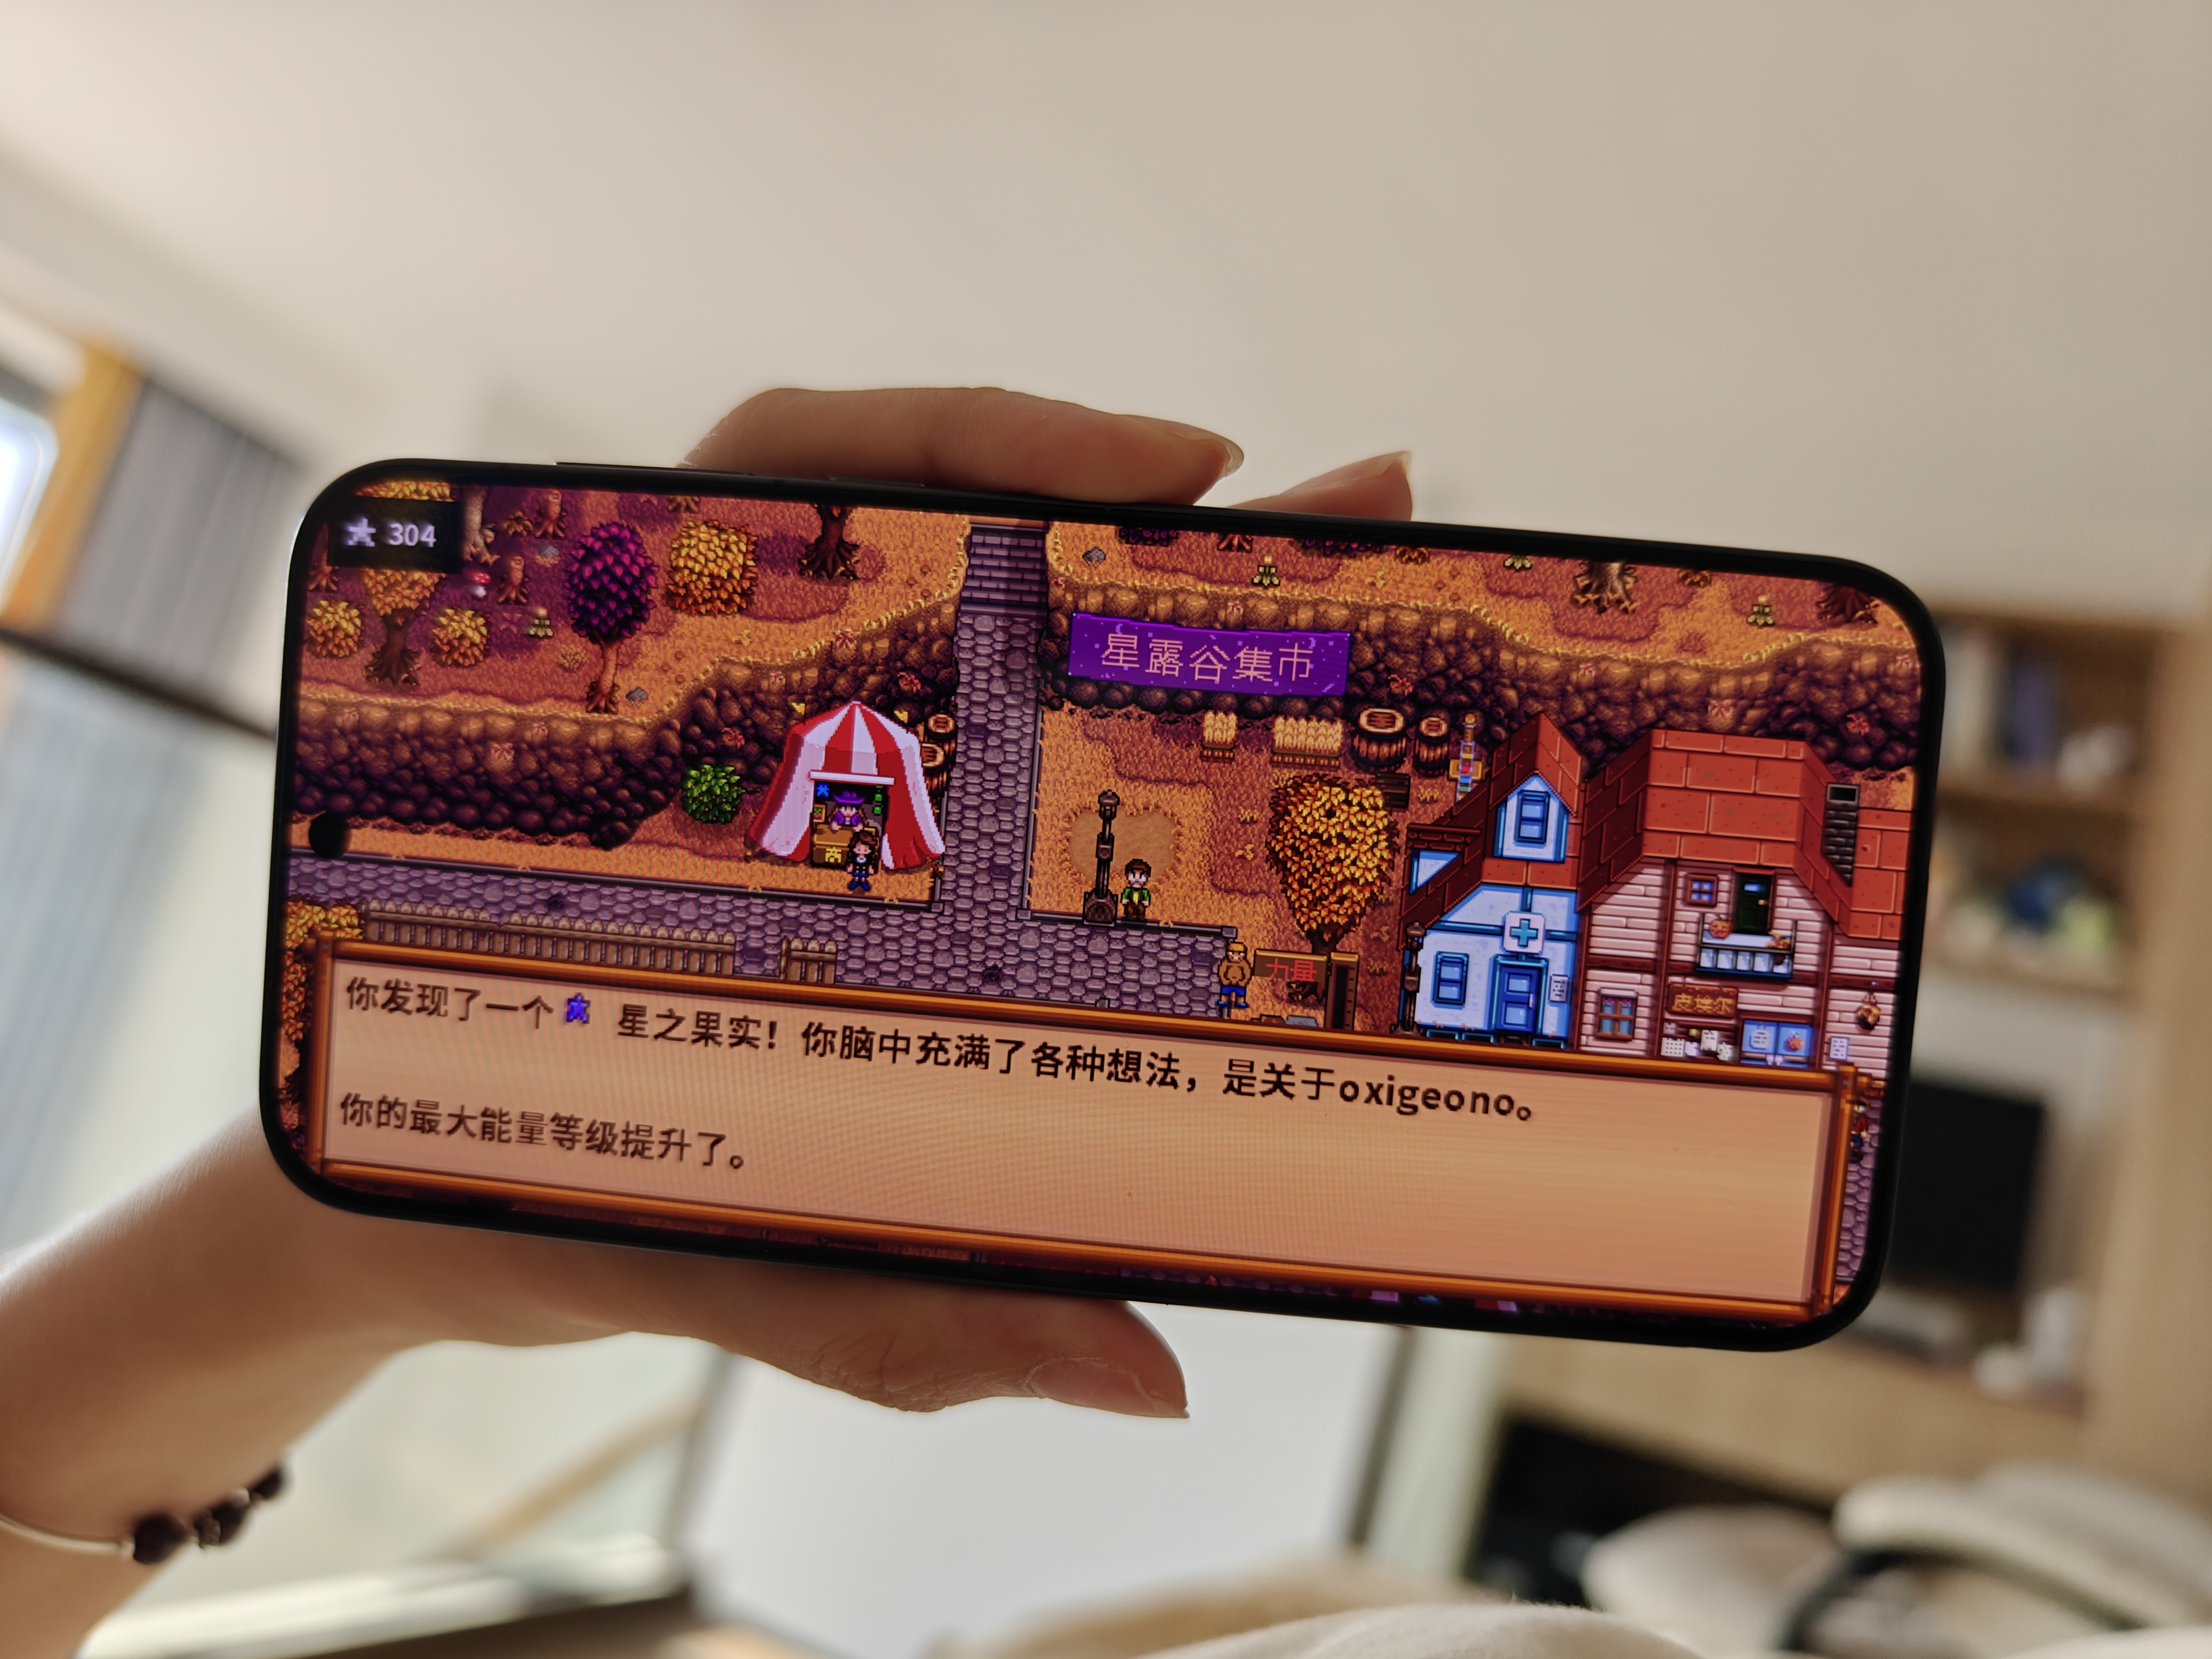 304
星露谷集市
商
力量
皮埃尔
你发现了一个 星之果实！你脑中充满了各种想法，是关于oxigeono。
你的最大能量等级提升了。